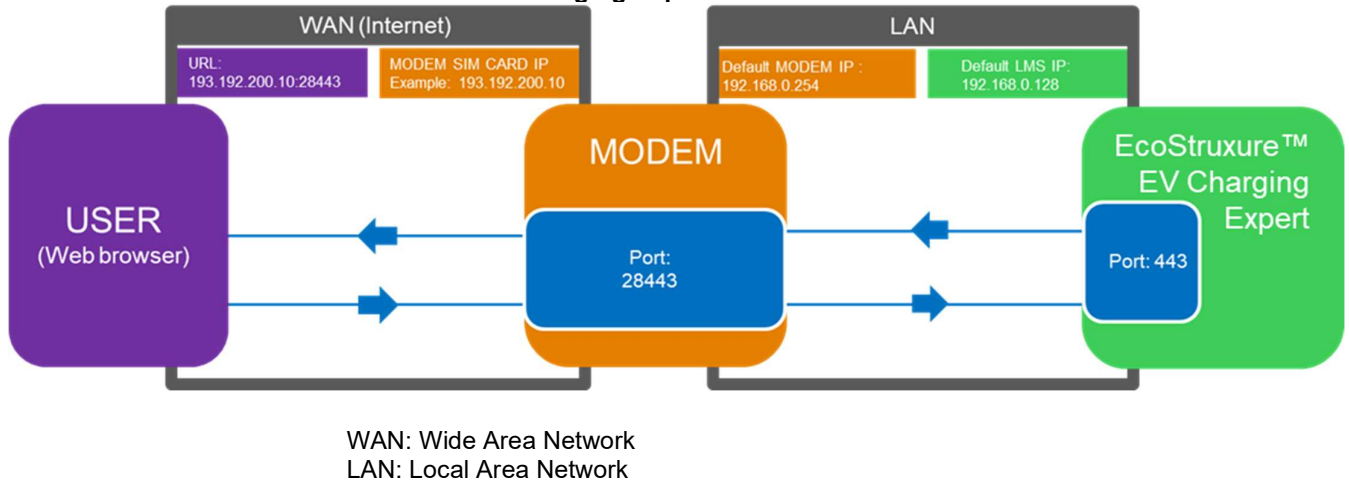 WAN (Internet)
URL:
193.192.200.10:28443
MODEM SIM CARD IP
Example: 193.192.200.10
LAN
Default MODEM IP :
192.168.0.254
Default LMS IP:
192.168.0.128
USER
(Web browser)
MODEM
Port:
28443
EcoStruxure™
EV Charging
Expert
Port: 443
WAN: Wide Area Network
LAN: Local Area Network